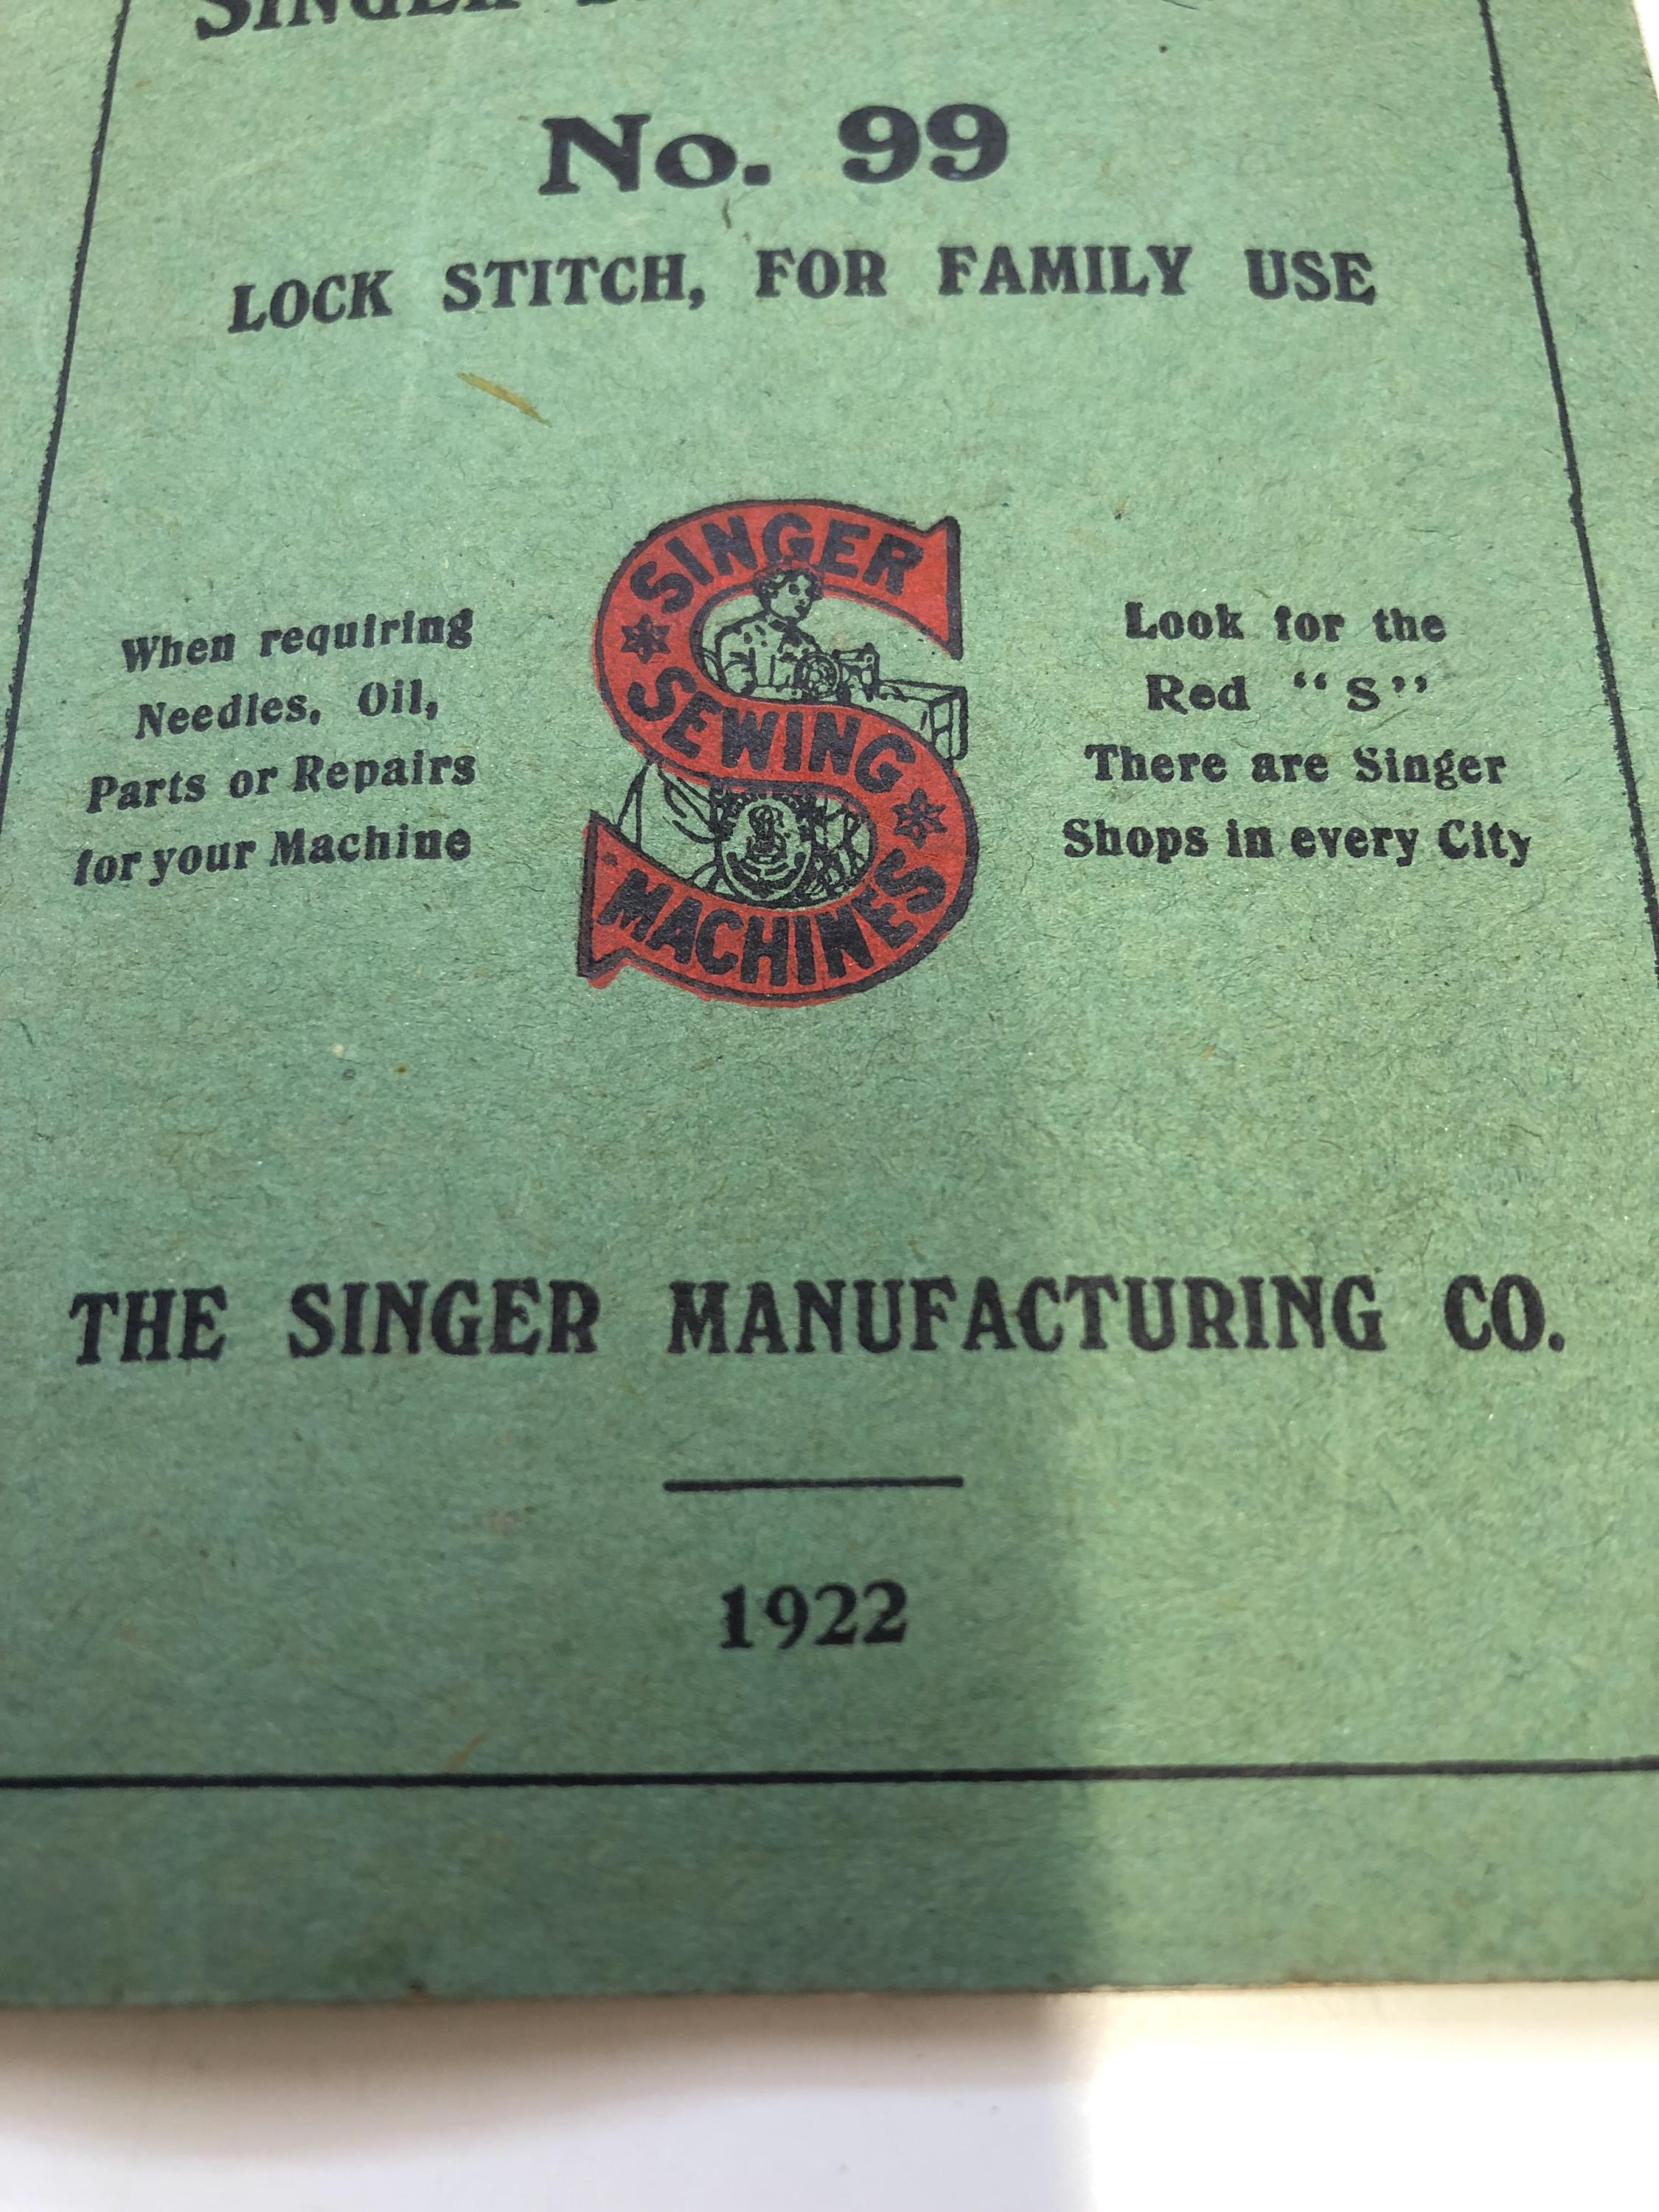 SINGER
No. 99
LOCK STITCH, FOR FAMILY USE
When requiring
Needles, Oil,
Parts or Repairs
for your Machine
SINGER
SEWING
MACHINES
Look for the
Red "S"
There are Singer
Shops in every City
THE SINGER MANUFACTURING CO.
1922